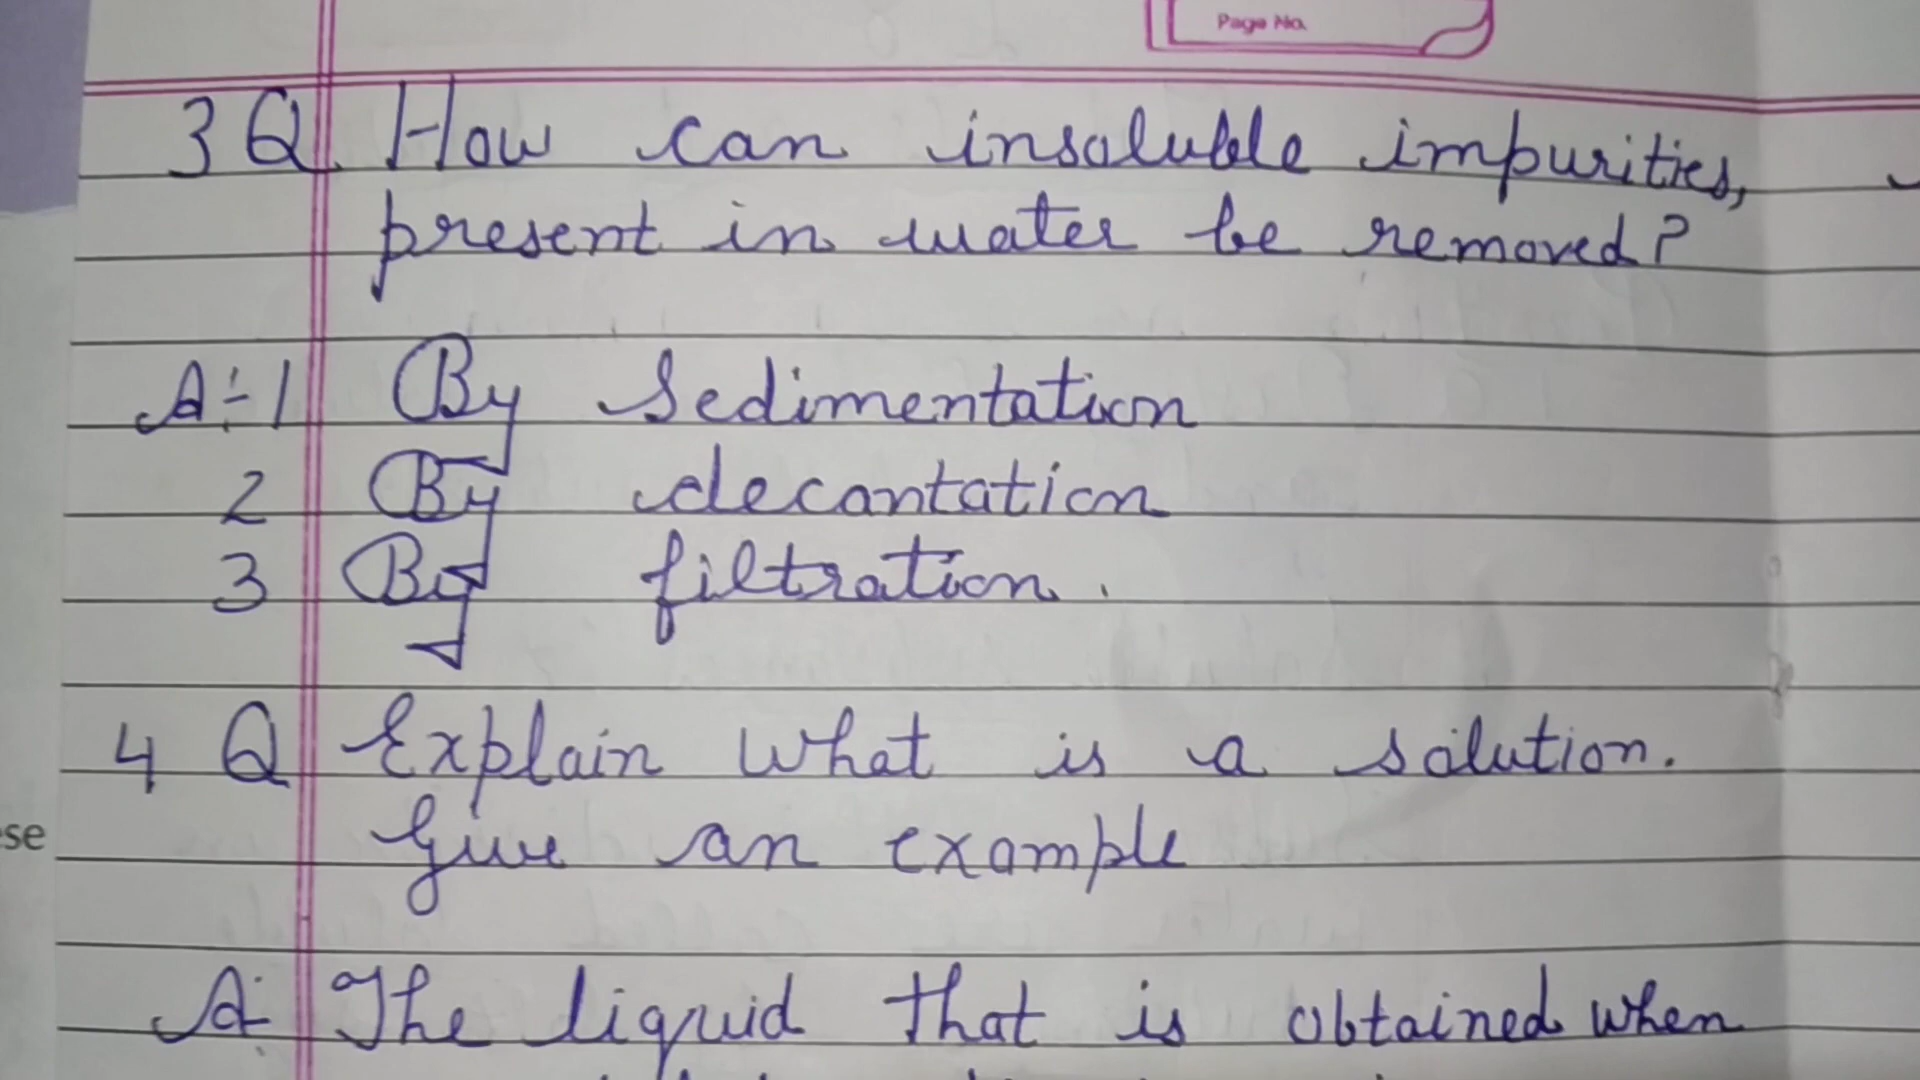 Page No.
3 Q. How can insoluble impurities,
present in water be removed?
A:-1 By Sedimentation
2 By decantation
3 By filtration.
4 Q Explain what is a solution.
Give an example
se
A:- The liquid that is obtained when